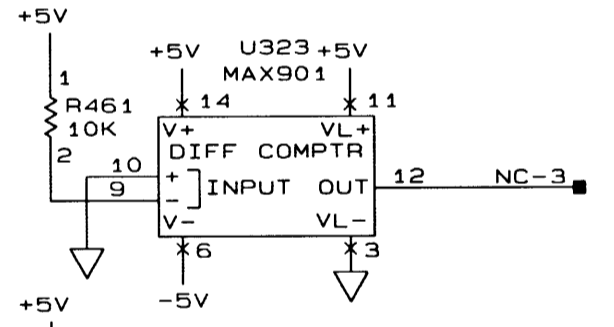 +5V
+5V U323 +5V
MAX901
1
R461
10K
2
14 11
V+ VL+
DIFF COMPTR
10 + INPUT OUT 12 NC-3
9 -
V- VL-
6 3
-5V
+5V